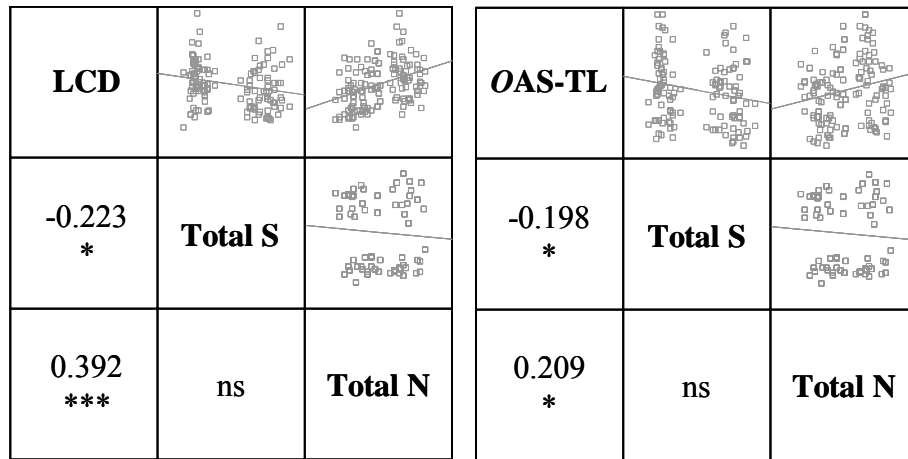 LCD
-0.223
*
Total S
0.392
***
ns
Total N
OAS-TL
-0.198
*
Total S
0.209
*
ns
Total N